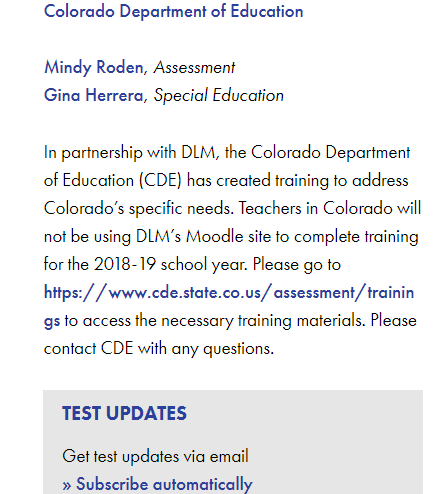 Colorado Department of Education
Mindy Roden, Assessment
Gina Herrera, Special Education
In partnership with DLM, the Colorado Department
of Education (CDE) has created training to address
Colorado's specific needs. Teachers in Colorado will
not be using DLM's Moodle site to complete training
for the 2018-19 school year. Please go to
https://www.cde.state.co.us/assessment/trainin
gs to access the necessary training materials. Please
contact CDE with any questions.
TEST UPDATES
Get test updates via email
» Subscribe automatically